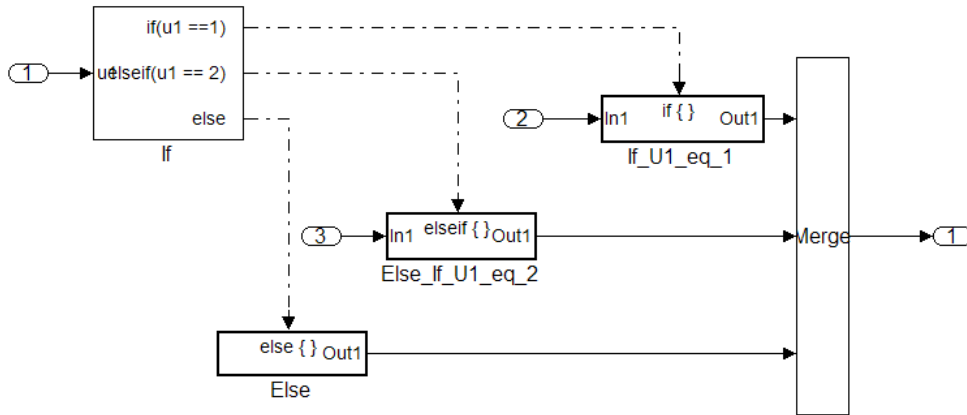 if(u1 ==1)
1
u1
elseif(u1 == 2)
else
If
2
In1
if { }
Out1
If_U1_eq_1
3
In1
elseif { }
Out1
Else_If_U1_eq_2
Merge
1
else { }
Out1
Else